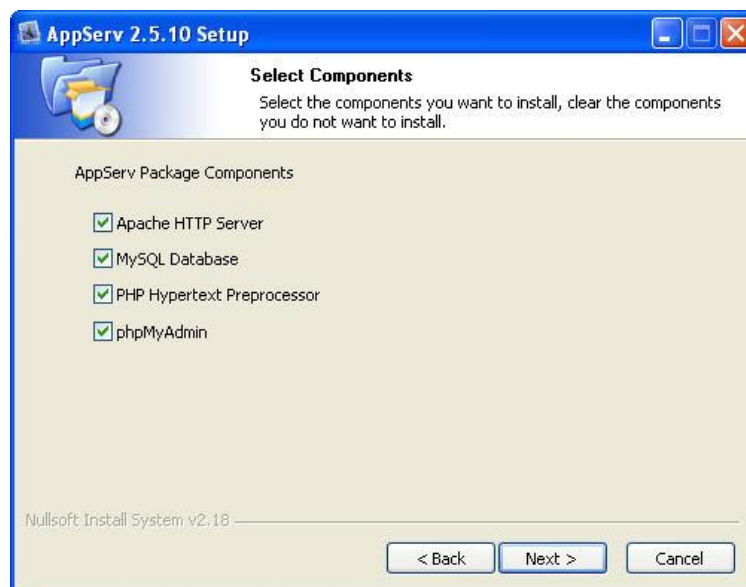 AppServ 2.5.10 Setup
Select Components
Select the components you want to install, clear the components
you do not want to install.
AppServ Package Components
Apache HTTP Server
MySQL Database
PHP Hypertext Preprocessor
phpMyAdmin
Nullsoft Install System v2.18
< Back
Next >
Cancel